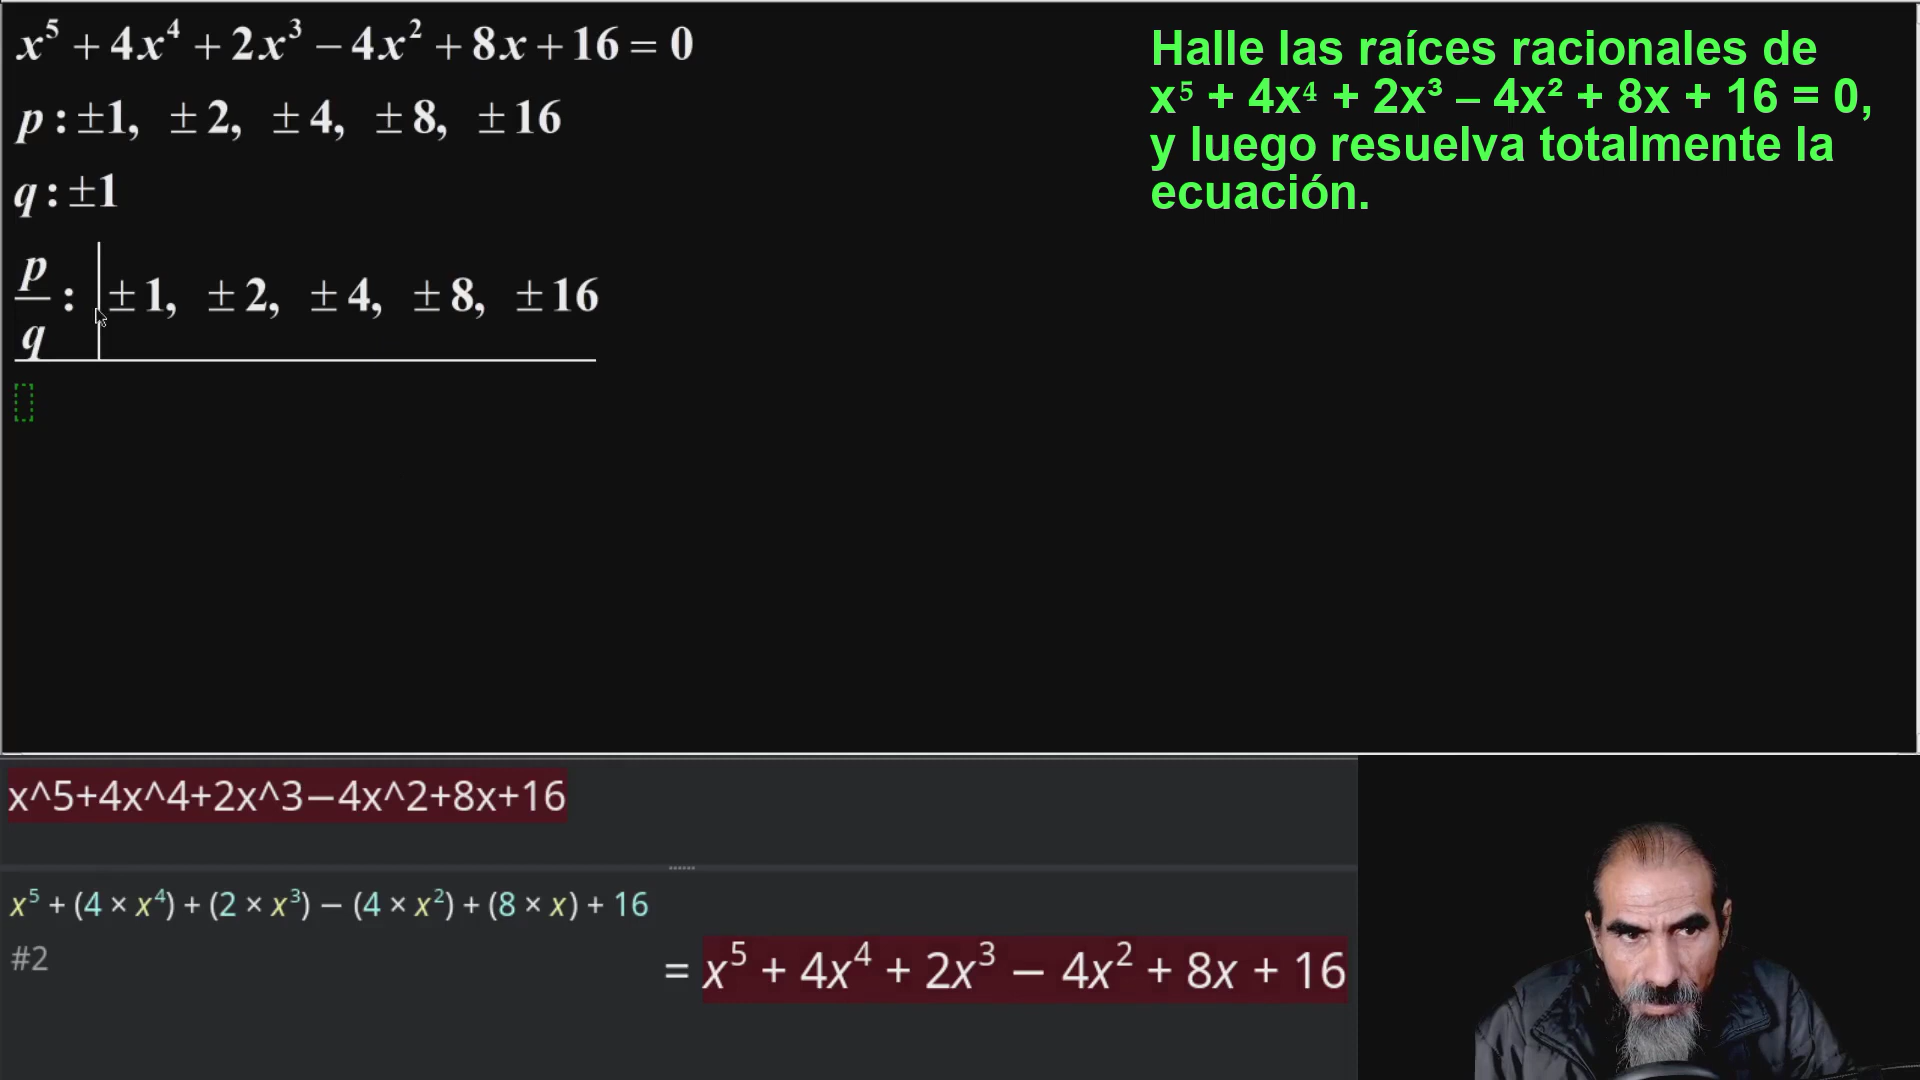 x⁵ + 4x⁴ + 2x³ − 4x² + 8x + 16 = 0
p : ±1, ±2, ±4, ±8, ±16
q : ±1
p/q : ±1, ±2, ±4, ±8, ±16
Halle las raíces racionales de
x⁵ + 4x⁴ + 2x³ – 4x² + 8x + 16 = 0,
y luego resuelva totalmente la
ecuación.
x^5+4x^4+2x^3−4x^2+8x+16
x⁵ + (4 × x⁴) + (2 × x³) − (4 × x²) + (8 × x) + 16
#2
= x⁵ + 4x⁴ + 2x³ − 4x² + 8x + 16